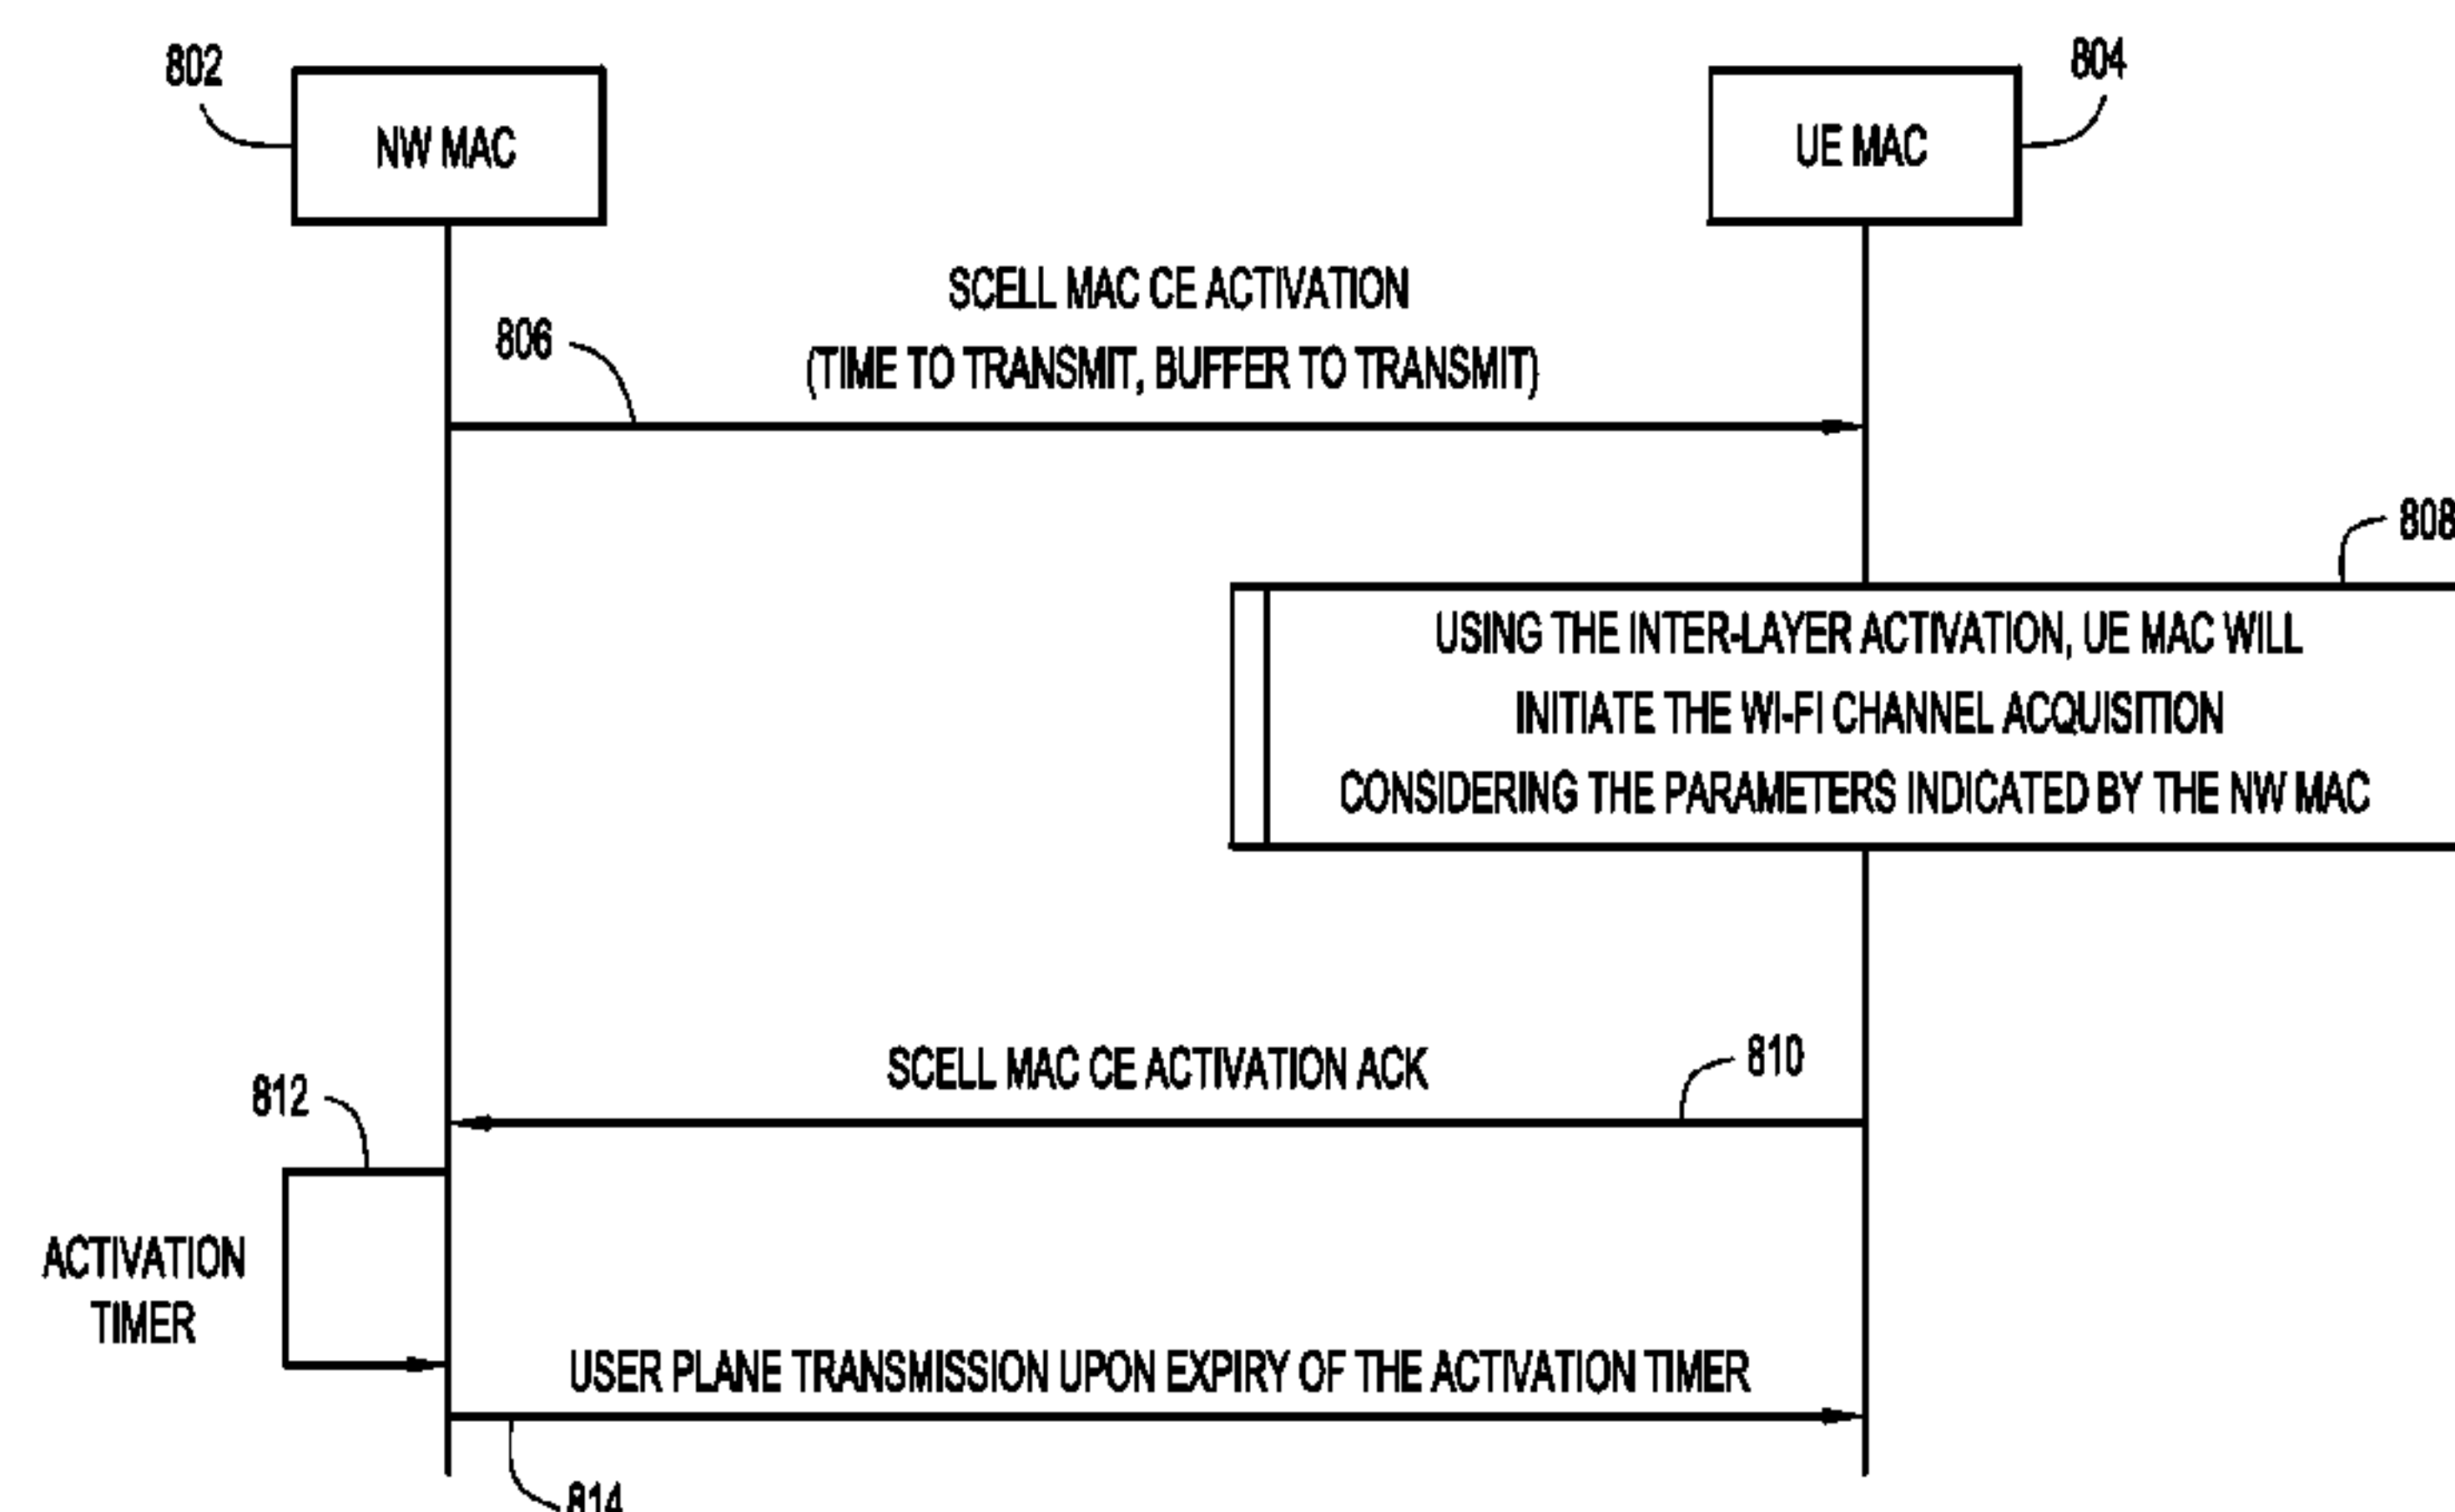 802
804
NW MAC
UE MAC
SCELL MAC CE ACTIVATION
806
(TIME TO TRANSMIT, BUFFER TO TRANSMIT)
808
USING THE INTER-LAYER ACTIVATION, UE MAC WILL
INITIATE THE WI-FI CHANNEL ACQUISITION
CONSIDERING THE PARAMETERS INDICATED BY THE NW MAC
SCELL MAC CE ACTIVATION ACK
810
812
ACTIVATION
TIMER
USER PLANE TRANSMISSION UPON EXPIRY OF THE ACTIVATION TIMER
814